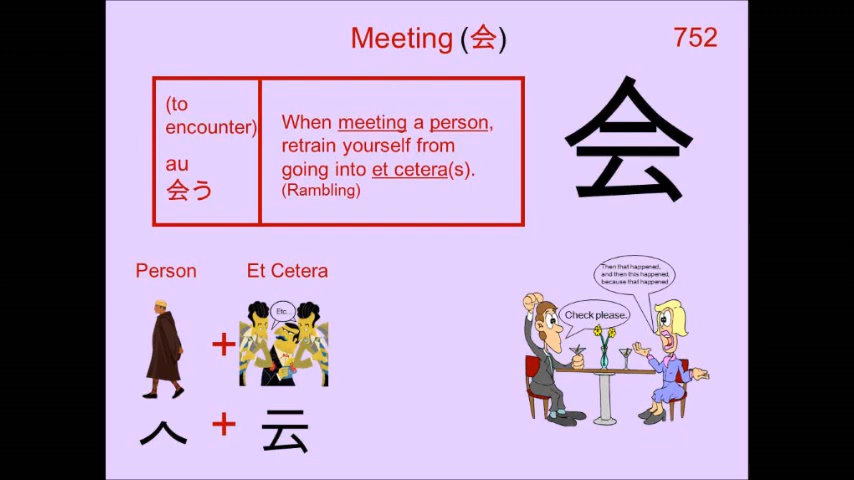 Meeting (会)
752
(to
encounter)
au
会う
When meeting a person,
retrain yourself from
going into et cetera(s).
(Rambling)
会
Person
Et Cetera
Etc...
+
𠆢 + 云
Then that happened,
and then this happened,
because that happened
Check please.